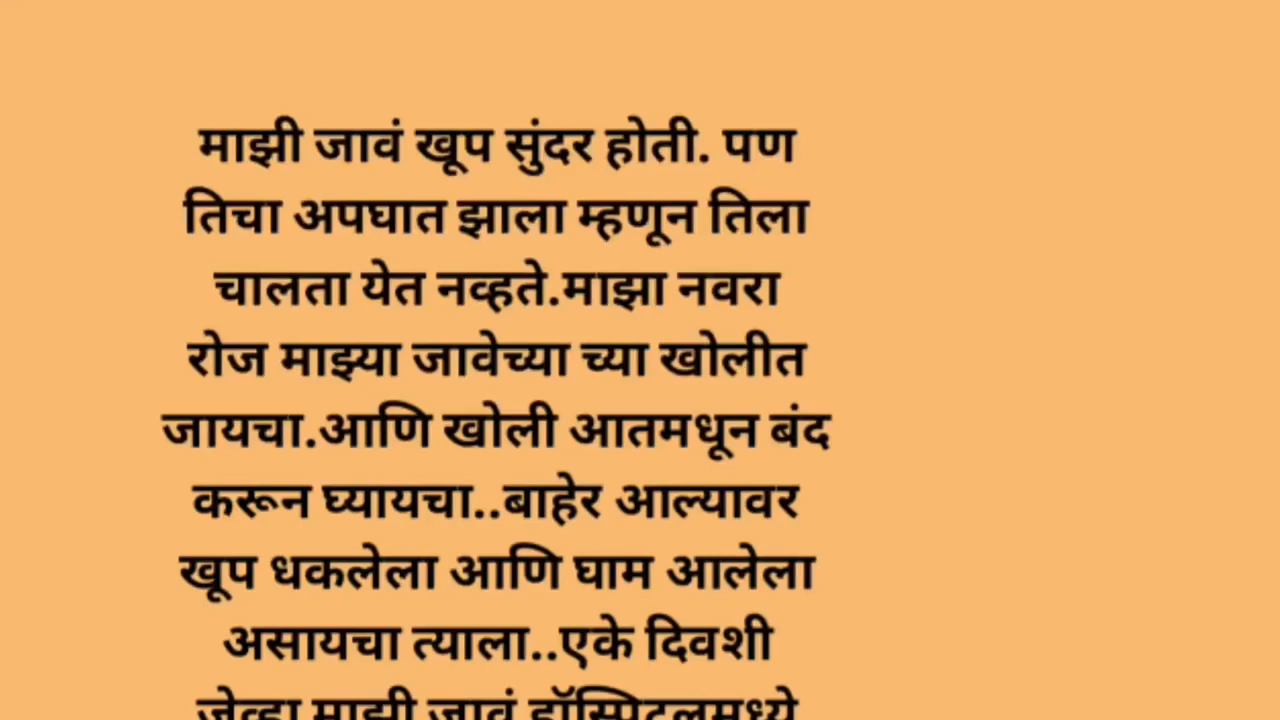 माझी जावं खूप सुंदर होती. पण
तिचा अपघात झाला म्हणून तिला
चालता येत नव्हते.माझा नवरा
रोज माझ्या जावेच्या च्या खोलीत
जायचा.आणि खोली आतमधून बंद
करून घ्यायचा..बाहेर आल्यावर
खूप धकलेला आणि घाम आलेला
असायचा त्याला..एके दिवशी
जेव्हा माझी जावं हॉस्पिटलमध्ये